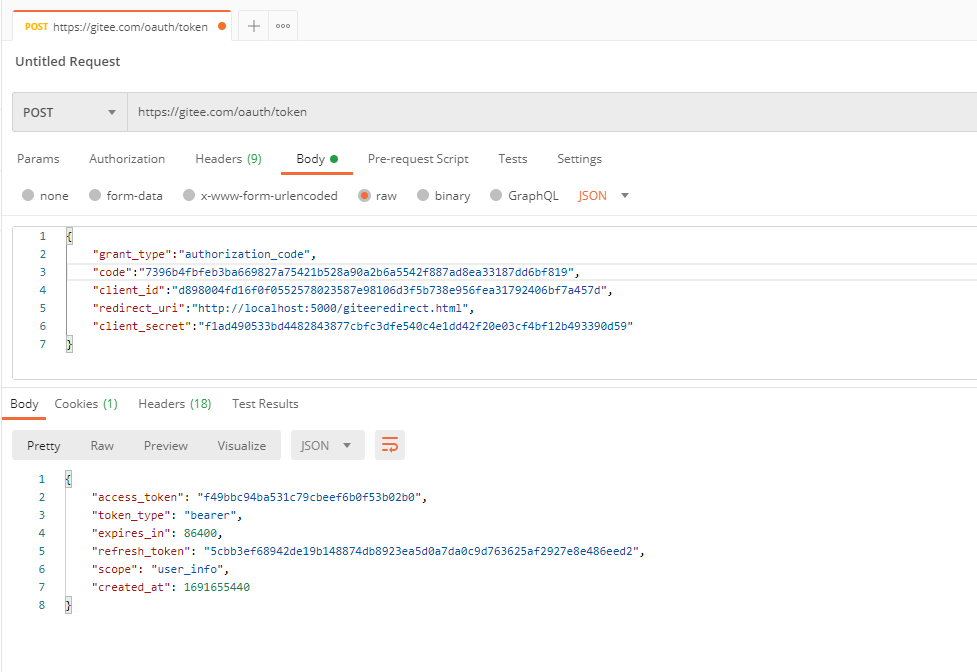 POST https://gitee.com/oauth/token
Untitled Request
POST https://gitee.com/oauth/token
Params Authorization Headers (9) Body Pre-request Script Tests Settings
none form-data x-www-form-urlencoded raw binary GraphQL JSON
1 {
2 "grant_type":"authorization_code",
3 "code":"7396b4fbfeb3ba669827a75421b528a90a2b6a5542f887ad8ea33187dd6bf819",
4 "client_id":"d898004fd16f0f0552578023587e98106d3f5b738e956fea31792406bf7a457d",
5 "redirect_uri":"http://localhost:5000/giteeredirect.html",
6 "client_secret":"f1ad490533bd4482843877cbfc3dfe540c4e1dd42f20e03cf4bf12b493390d59"
7 }
Body Cookies (1) Headers (18) Test Results
Pretty Raw Preview Visualize JSON
1 {
2 "access_token": "f49bbc94ba531c79cbeef6b0f53b02b0",
3 "token_type": "bearer",
4 "expires_in": 86400,
5 "refresh_token": "5cbb3ef68942de19b148874db8923ea5d0a7da0c9d763625af2927e8e486eed2",
6 "scope": "user_info",
7 "created_at": 1691655440
8 }